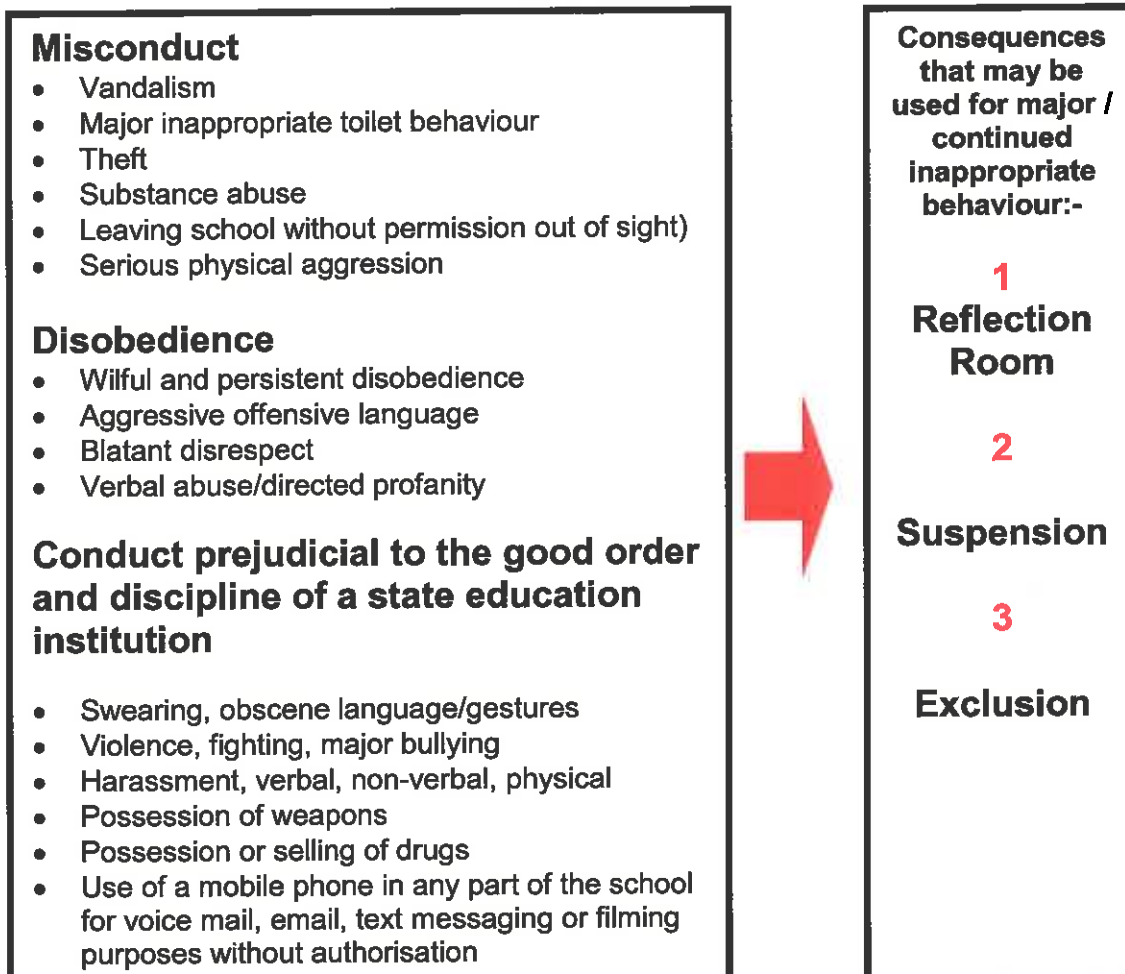 Misconduct
• Vandalism
• Major inappropriate toilet behaviour
• Theft
• Substance abuse
• Leaving school without permission out of sight)
• Serious physical aggression
Disobedience
• Wilful and persistent disobedience
• Aggressive offensive language
• Blatant disrespect
• Verbal abuse/directed profanity
Conduct prejudicial to the good order
and discipline of a state education
institution
• Swearing, obscene language/gestures
• Violence, fighting, major bullying
• Harassment, verbal, non-verbal, physical
• Possession of weapons
• Possession or selling of drugs
• Use of a mobile phone in any part of the school
for voice mail, email, text messaging or filming
purposes without authorisation
Consequences
that may be
used for major /
continued
inappropriate
behaviour:-
1
Reflection
Room
2
Suspension
3
Exclusion